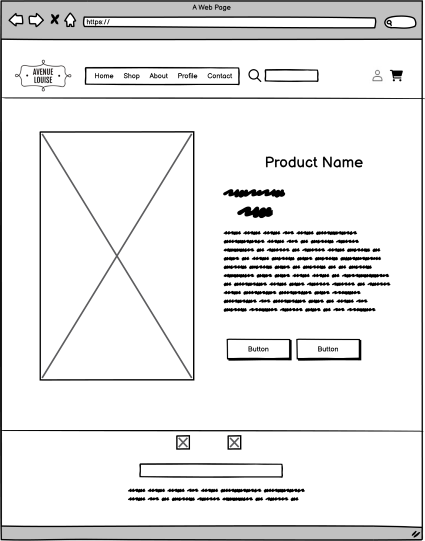 A Web Page
https://
AVENUE
LOUISE
Home Shop About Profile Contact
Product Name
Button Button